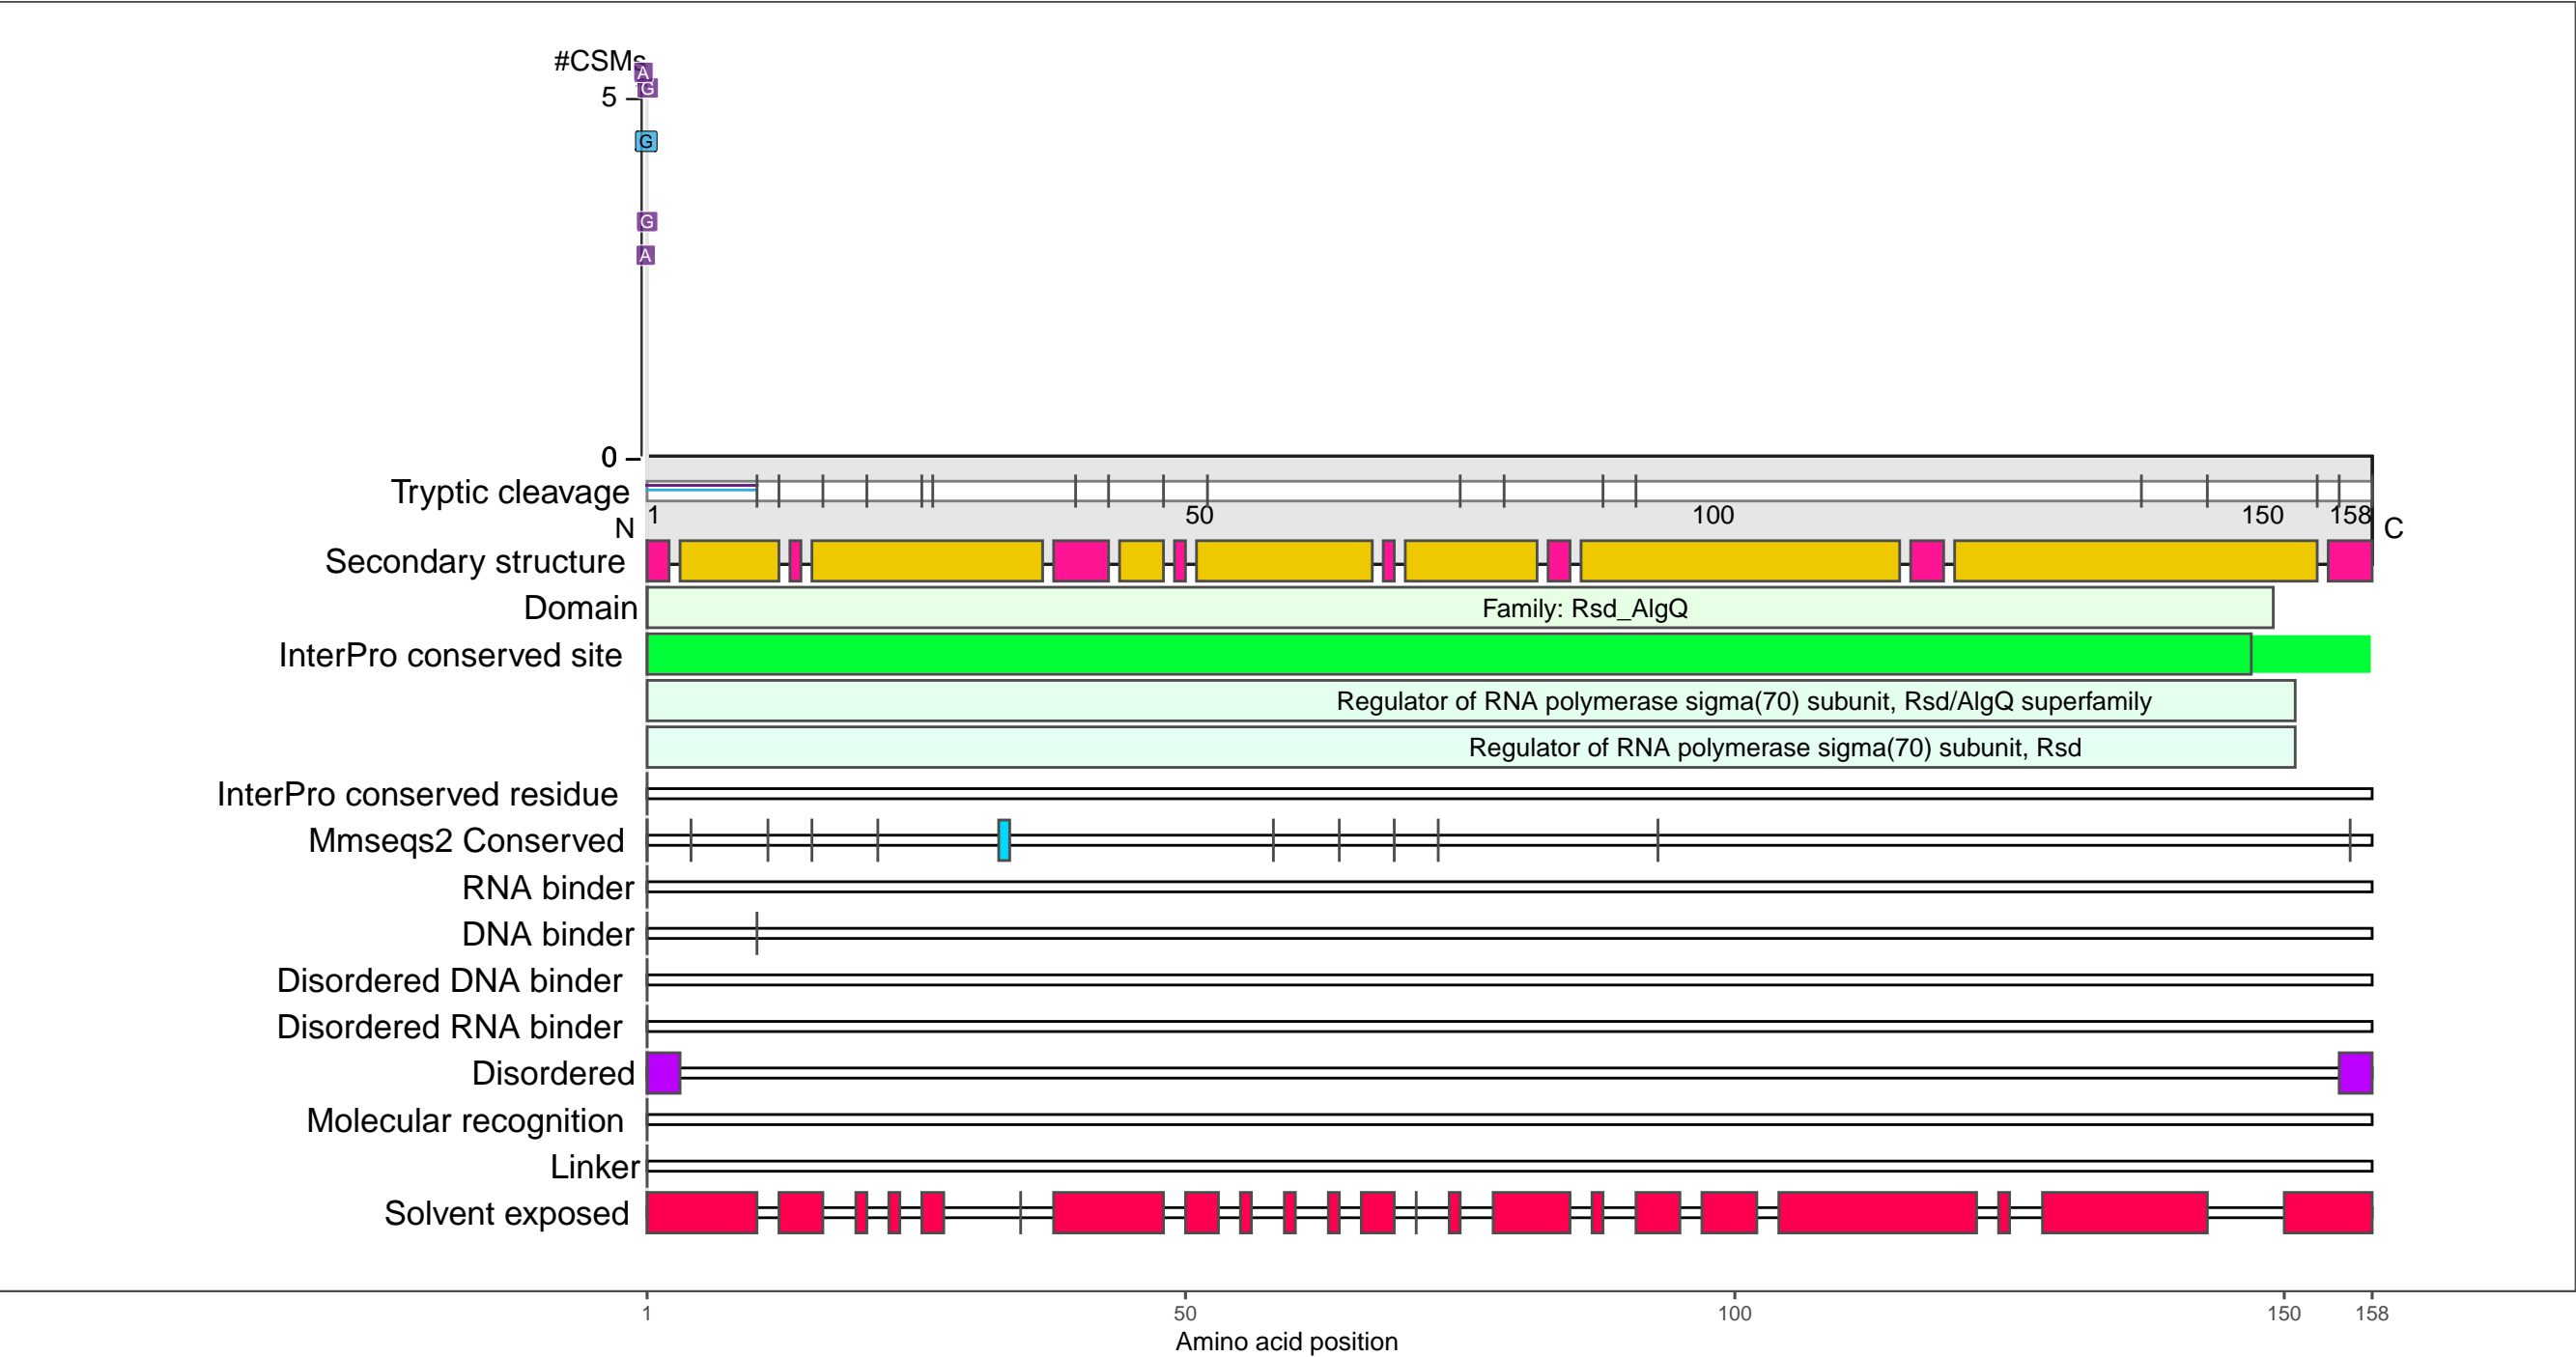 #CSMs
A
G
5
G
G
A
0
Tryptic cleavage
1 50 100 150 158
N C
Secondary structure
Domain Family: Rsd_AlgQ
InterPro conserved site
Regulator of RNA polymerase sigma(70) subunit, Rsd/AlgQ superfamily
Regulator of RNA polymerase sigma(70) subunit, Rsd
InterPro conserved residue
Mmseqs2 Conserved
RNA binder
DNA binder
Disordered DNA binder
Disordered RNA binder
Disordered
Molecular recognition
Linker
Solvent exposed
1 50 100 150 158
Amino acid position